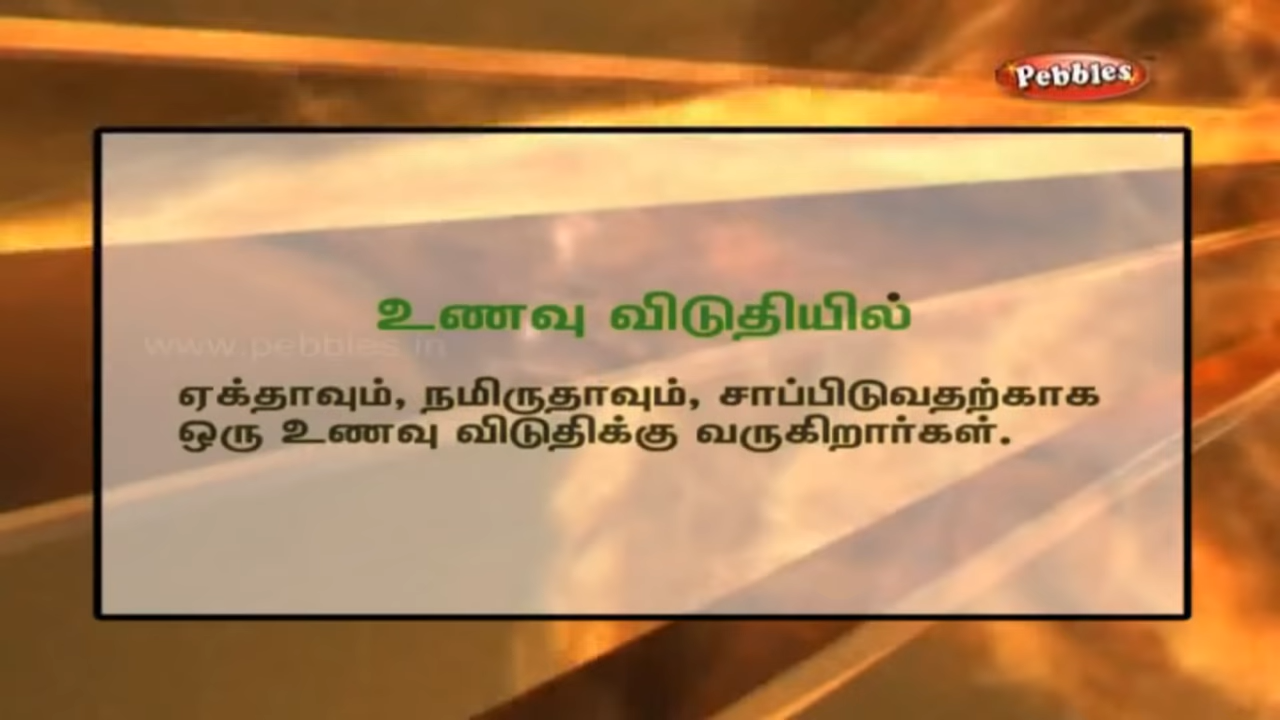 Pebbles
உணவு விடுதியில்
www.pebbles.in
ஏக்தாவும், நமிருதாவும், சாப்பிடுவதற்காக
ஒரு உணவு விடுதிக்கு வருகிறார்கள்.